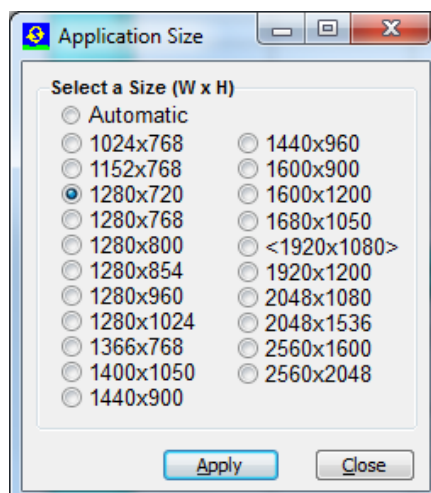 Application Size
Select a Size (W x H)
Automatic
1024x768
1152x768
1280x720
1280x768
1280x800
1280x854
1280x960
1280x1024
1366x768
1400x1050
1440x900
1440x960
1600x900
1600x1200
1680x1050
<1920x1080>
1920x1200
2048x1080
2048x1536
2560x1600
2560x2048
Apply
Close